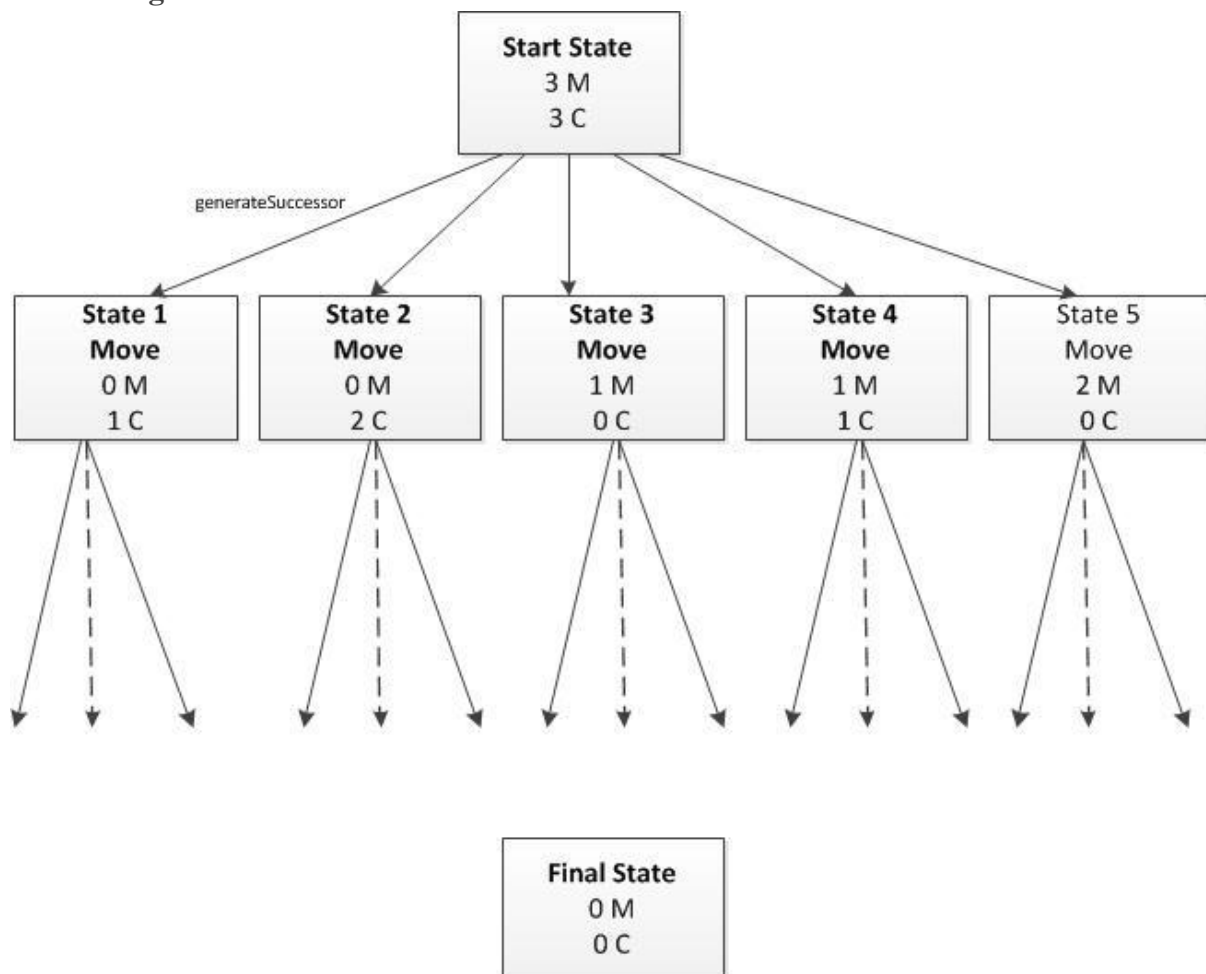 Start State
3 M
3 C
generateSuccessor
State 1
Move
0 M
1 C
State 2
Move
0 M
2 C
State 3
Move
1 M
0 C
State 4
Move
1 M
1 C
State 5
Move
2 M
0 C
Final State
0 M
0 C